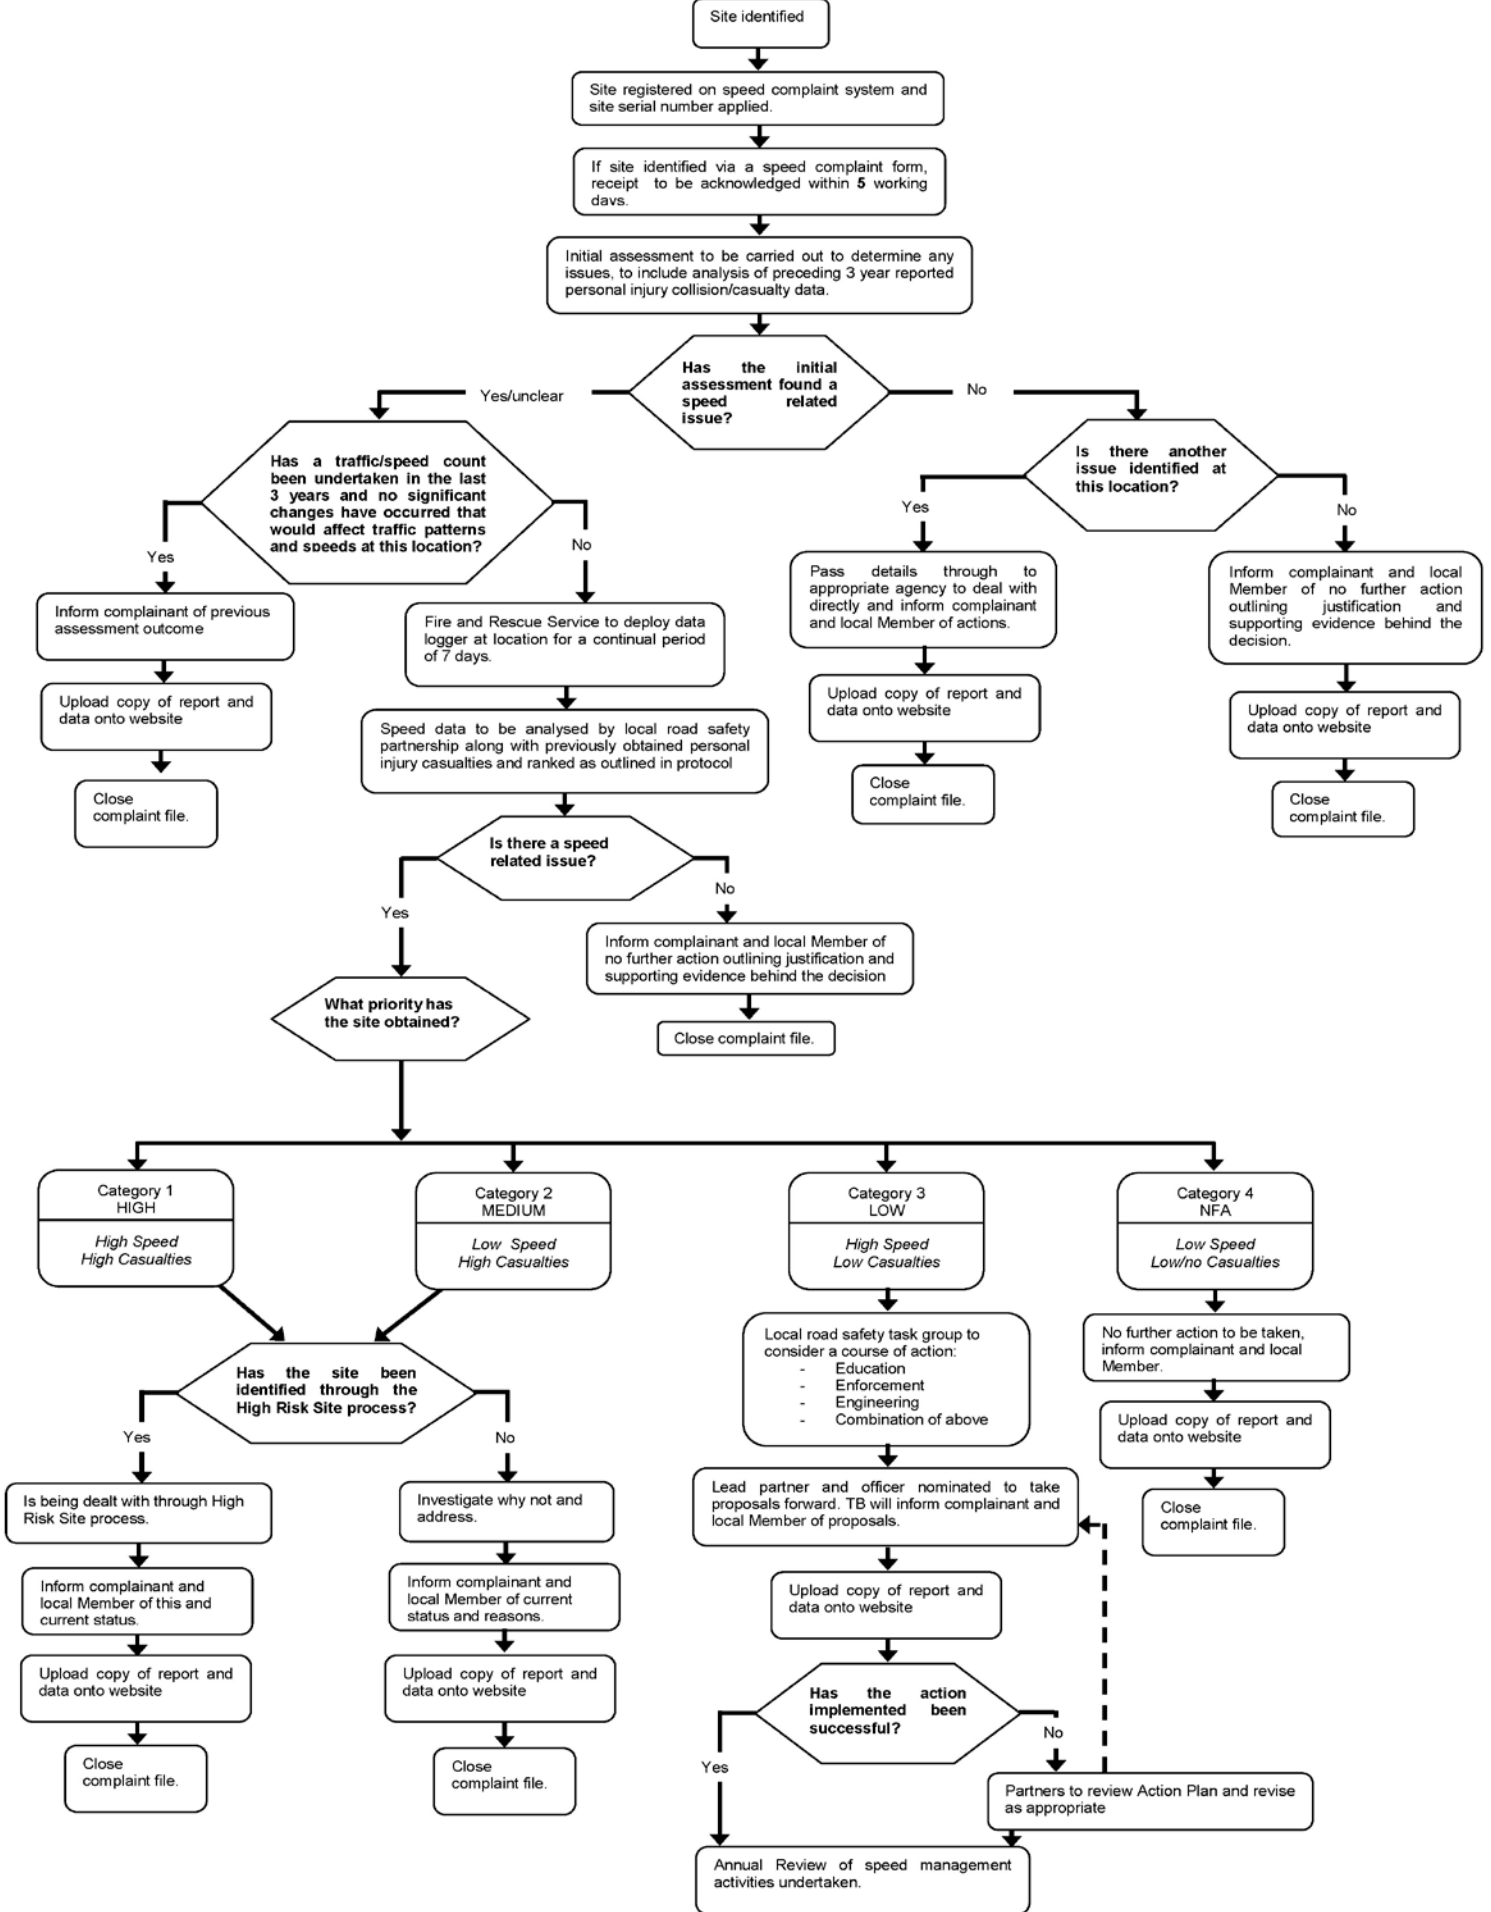 Site identified
Site registered on speed complaint system and
site serial number applied.
If site identified via a speed complaint form,
receipt to be acknowledged within 5 working
days.
Initial assessment to be carried out to determine any
issues, to include analysis of preceding 3 year reported
personal injury collision/casualty data.
Has the initial
assessment found a
speed related
issue?
Yes/unclear
No
Has a traffic/speed count
been undertaken in the last
3 years and no significant
changes have occurred that
would affect traffic patterns
and speeds at this location?
Is there another
issue identified at
this location?
Yes
No
Yes
No
Inform complainant of previous
assessment outcome
Upload copy of report and
data onto website
Close
complaint file.
Fire and Rescue Service to deploy data
logger at location for a continual period
of 7 days.
Speed data to be analysed by local road safety
partnership along with previously obtained personal
injury casualties and ranked as outlined in protocol
Pass details through to
appropriate agency to deal with
directly and inform complainant
and local Member of actions.
Upload copy of report and
data onto website
Close
complaint file.
Inform complainant and local
Member of no further action
outlining justification and
supporting evidence behind the
decision.
Upload copy of report and
data onto website
Close
complaint file.
Is there a speed
related issue?
Yes
No
Inform complainant and local Member of
no further action outlining justification and
supporting evidence behind the decision
Close complaint file.
What priority has
the site obtained?
Category 1
HIGH
High Speed
High Casualties
Category 2
MEDIUM
Low Speed
High Casualties
Category 3
LOW
High Speed
Low Casualties
Category 4
NFA
Low Speed
Low/no Casualties
Has the site been
identified through the
High Risk Site process?
Yes
No
Is being dealt with through High
Risk Site process.
Inform complainant and
local Member of this and
current status.
Upload copy of report and
data onto website
Close
complaint file.
Investigate why not and
address.
Inform complainant and
local Member of current
status and reasons.
Upload copy of report and
data onto website
Close
complaint file.
Local road safety task group to
consider a course of action:
- Education
- Enforcement
- Engineering
- Combination of above
Lead partner and officer nominated to take
proposals forward. TB will inform complainant and
local Member of proposals.
Upload copy of report and
data onto website
Has the action
implemented been
successful?
Yes
No
Partners to review Action Plan and revise
as appropriate
Annual Review of speed management
activities undertaken.
No further action to be taken,
inform complainant and local
Member.
Upload copy of report and
data onto website
Close
complaint file.